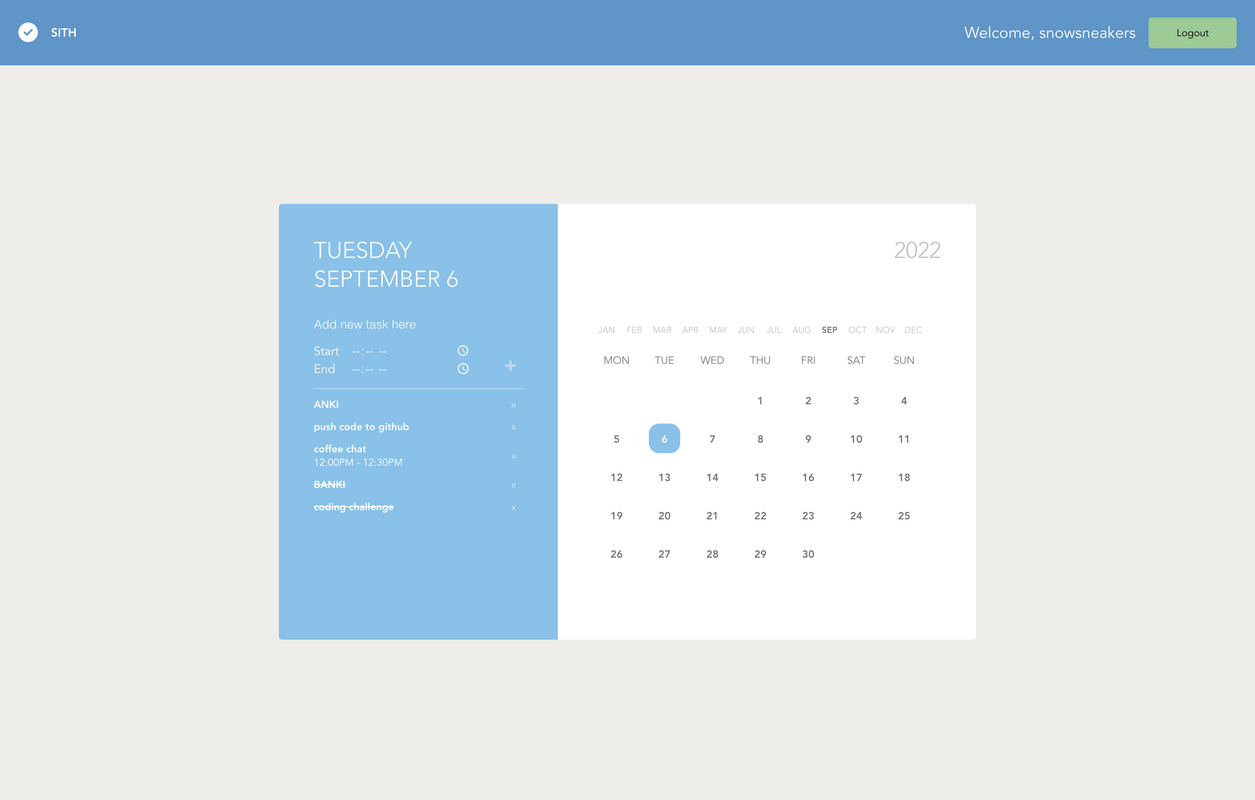 SITH
Welcome, snowsneakers
Logout
TUESDAY
SEPTEMBER 6
Add new task here
Start --:-- --
End --:-- --
+
ANKI x
push code to github x
coffee chat
12:00PM - 12:30PM x
BANKI x
coding challenge x
2022
JAN FEB MAR APR MAY JUN JUL AUG SEP OCT NOV DEC
MON TUE WED THU FRI SAT SUN
1 2 3 4
5 6 7 8 9 10 11
12 13 14 15 16 17 18
19 20 21 22 23 24 25
26 27 28 29 30